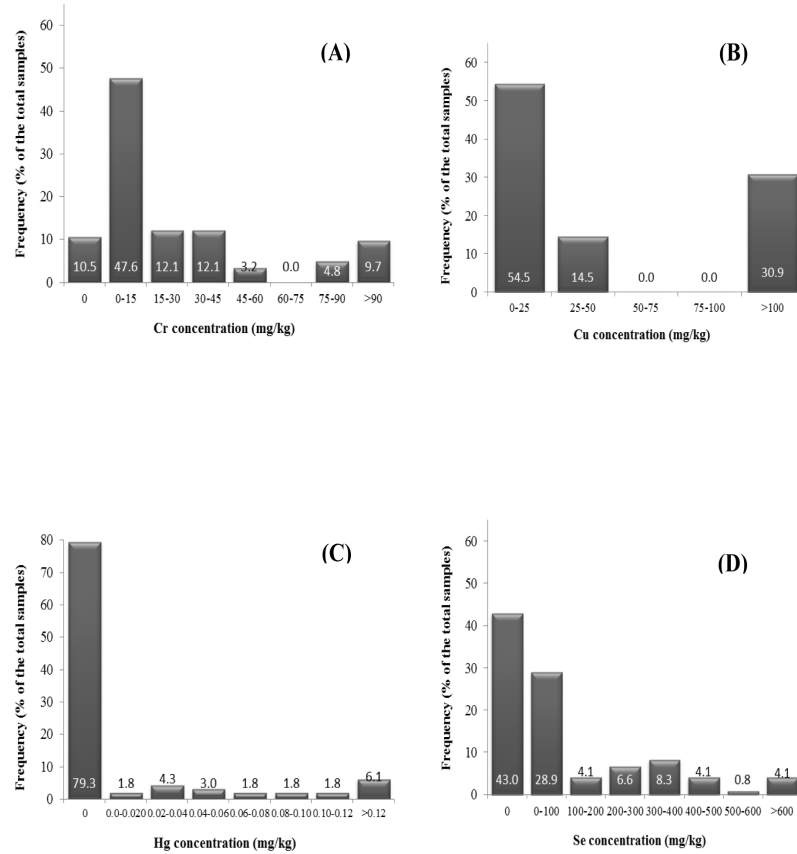 (A)
Frequency (% of the total samples)
60
50
40
30
20
10
0
10.5 47.6 12.1 12.1 3.2 0.0 4.8 9.7
0 0-15 15-30 30-45 45-60 60-75 75-90 >90
Cr concentration (mg/kg)
(B)
Frequency (% of the total samples)
60
50
40
30
20
10
0
54.5 14.5 0.0 0.0 30.9
0-25 25-50 50-75 75-100 >100
Cu concentration (mg/kg)
(C)
Frequency (% of the total samples)
80
70
60
50
40
30
20
10
0
79.3 1.8 4.3 3.0 1.8 1.8 1.8 6.1
0 0.0-0.020 0.02-0.04 0.04-0.06 0.06-0.08 0.08-0.10 0.10-0.12 >0.12
Hg concentration (mg/kg)
(D)
Frequency (% of the total samples)
60
50
40
30
20
10
0
43.0 28.9 4.1 6.6 8.3 4.1 0.8 4.1
0 0-100 100-200 200-300 300-400 400-500 500-600 >600
Se concentration (mg/kg)